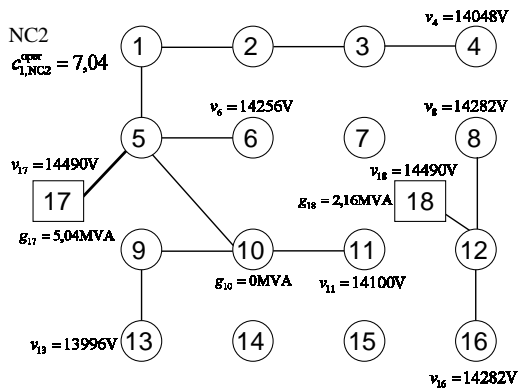 NC2
v₄ = 14048V
c^{oper}_{1,NC2} = 7,04
1
2
3
4
v₆ = 14256V
v₈ = 14282V
5
6
7
8
v₁₇ = 14490V
v₁₈ = 14490V
17
g₁₈ = 2,16MVA
18
g₁₇ = 5,04MVA
9
10
11
12
g₁₀ = 0MVA
v₁₁ = 14100V
v₁₃ = 13996V
13
14
15
16
v₁₆ = 14282V